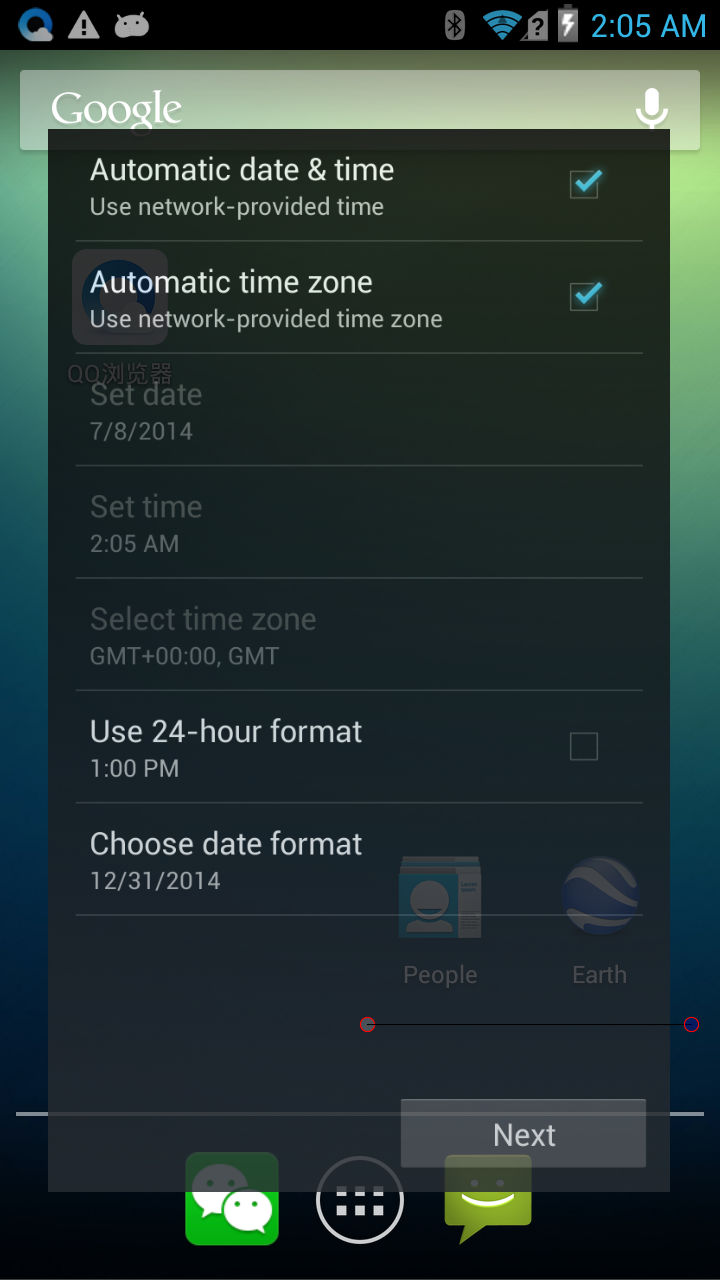 2:05 AM
Google
Automatic date & time
Use network-provided time
Automatic time zone
Use network-provided time zone
QQ浏览器
Set date
7/8/2014
Set time
2:05 AM
Select time zone
GMT+00:00, GMT
Use 24-hour format
1:00 PM
Choose date format
12/31/2014
People
Earth
Next